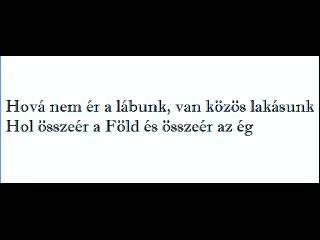 Hová nem ér a lábunk, van közös lakásunk
Hol összeér a Föld és összeér az ég